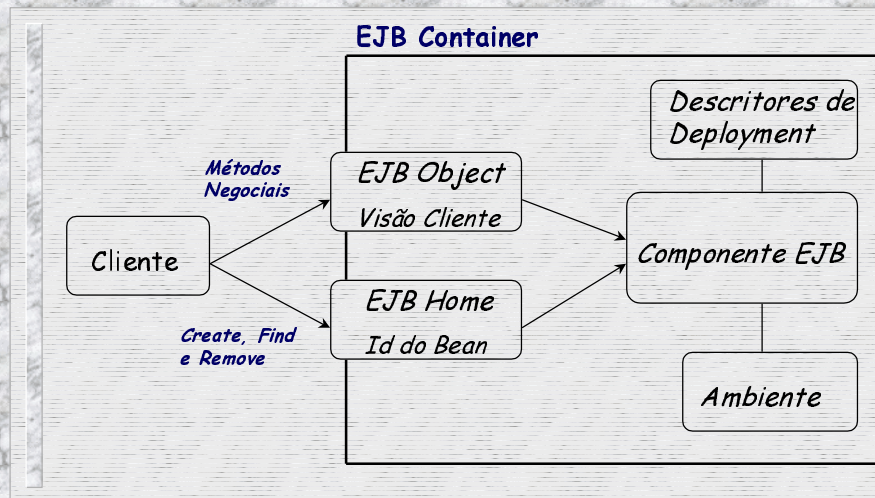 EJB Container
Descritores de
Deployment
Métodos
Negociais
EJB Object
Visão Cliente
Cliente
Componente EJB
EJB Home
Id do Bean
Create, Find
e Remove
Ambiente